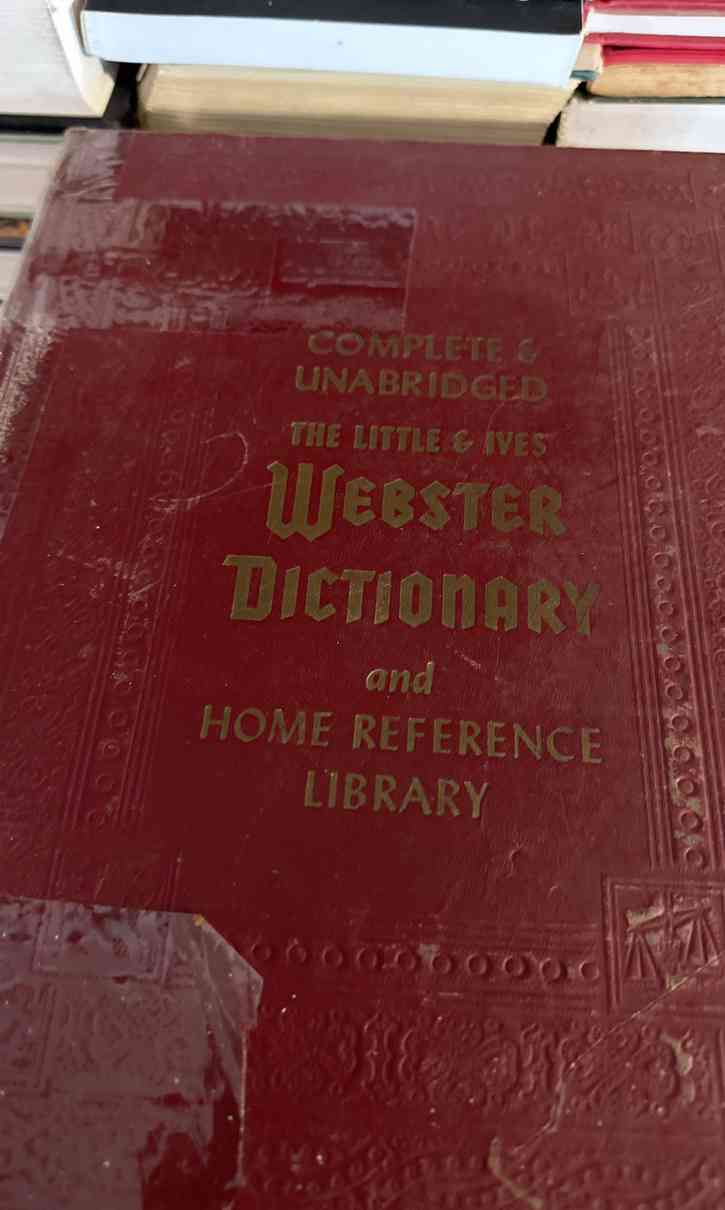 COMPLETE &
UNABRIDGED
THE LITTLE & IVES
WEBSTER
DICTIONARY
and
HOME REFERENCE
LIBRARY